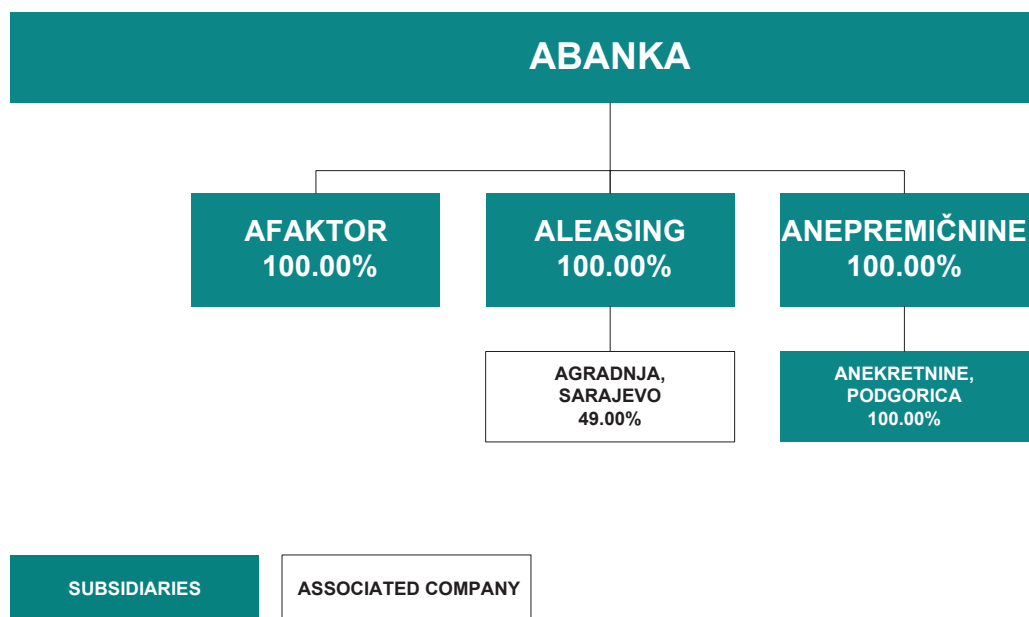 ABANKA
AFAKTOR
100.00%
ALEASING
100.00%
ANEPREMIČNINE
100.00%
AGRADNJA,
SARAJEVO
49.00%
ANEKRETNINE,
PODGORICA
100.00%
SUBSIDIARIES
ASSOCIATED COMPANY